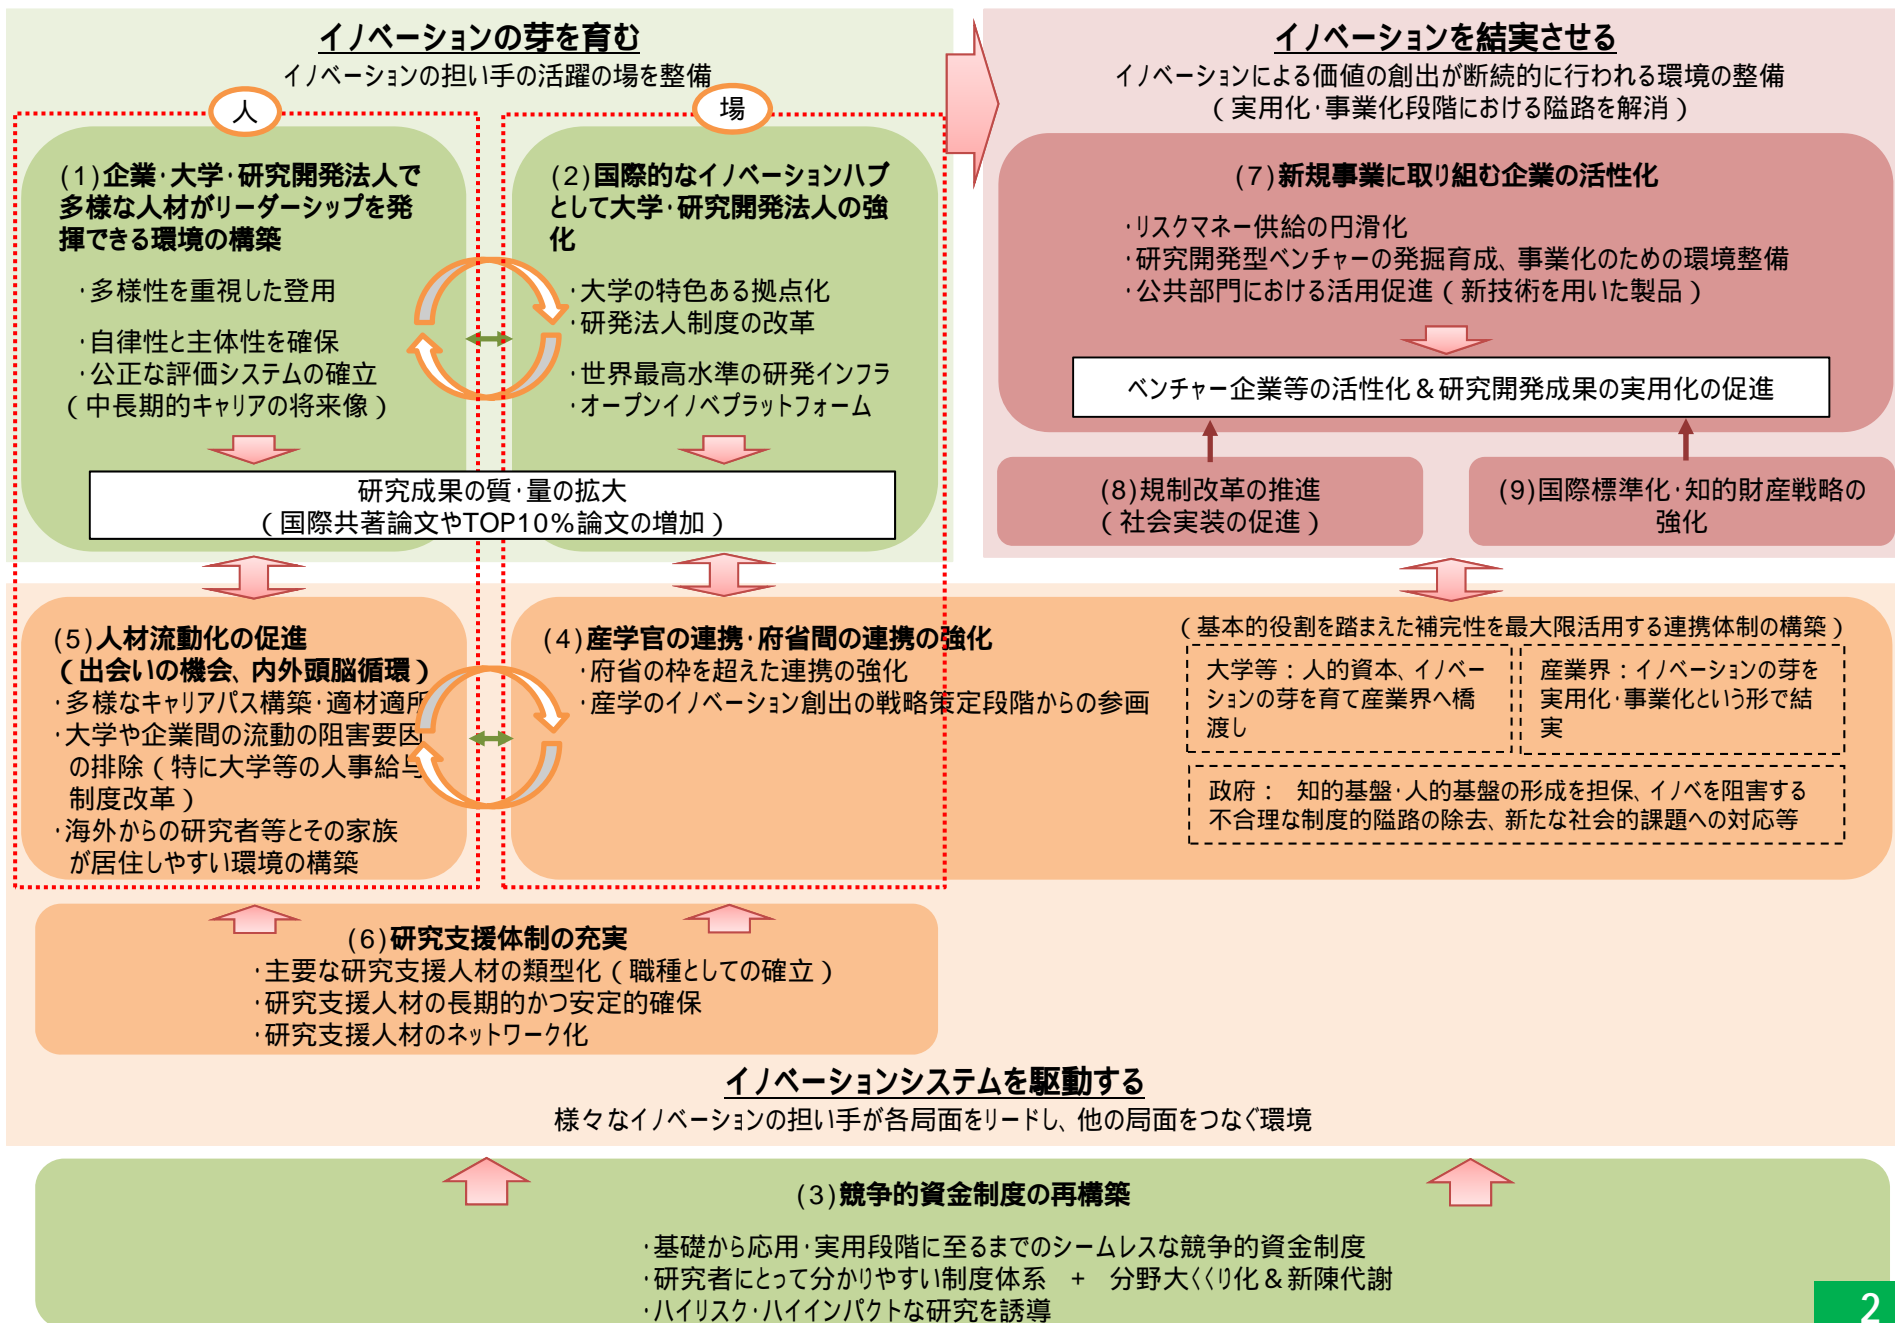 イノベーションの芽を育む
イノベーションの担い手の活躍の場を整備
人
場
(1)企業・大学・研究開発法人で
多様な人材がリーダーシップを発
揮できる環境の構築
・多様性を重視した登用
・自律性と主体性を確保
・公正な評価システムの確立
（中長期的キャリアの将来像）
(2)国際的なイノベーションハブ
として大学・研究開発法人の強
化
・大学の特色ある拠点化
・研発法人制度の改革
・世界最高水準の研発インフラ
・オープンイノベプラットフォーム
研究成果の質・量の拡大
（国際共著論文やTOP10%論文の増加）
イノベーションを結実させる
イノベーションによる価値の創出が断続的に行われる環境の整備
（実用化・事業化段階における隘路を解消）
(7)新規事業に取り組む企業の活性化
・リスクマネー供給の円滑化
・研究開発型ベンチャーの発掘育成、事業化のための環境整備
・公共部門における活用促進（新技術を用いた製品）
ベンチャー企業等の活性化＆研究開発成果の実用化の促進
(8)規制改革の推進
（社会実装の促進）
(9)国際標準化・知的財産戦略の
強化
(5)人材流動化の促進
（出会いの機会、内外頭脳循環）
・多様なキャリアパス構築・適材適所
・大学や企業間の流動の阻害要因
の排除（特に大学等の人事給与
制度改革）
・海外からの研究者等とその家族
が居住しやすい環境の構築
(4)産学官の連携・府省間の連携の強化
・府省の枠を超えた連携の強化
・産学のイノベーション創出の戦略策定段階からの参画
（基本的役割を踏まえた補完性を最大限活用する連携体制の構築）
大学等：人的資本、イノベー
ションの芽を育て産業界へ橋
渡し
産業界：イノベーションの芽を
実用化・事業化という形で結
実
政府：　知的基盤・人的基盤の形成を担保、イノベを阻害する
不合理な制度的隘路の除去、新たな社会的課題への対応等
(6)研究支援体制の充実
・主要な研究支援人材の類型化（職種としての確立）
・研究支援人材の長期的かつ安定的確保
・研究支援人材のネットワーク化
イノベーションシステムを駆動する
様々なイノベーションの担い手が各局面をリードし、他の局面をつなぐ環境
(3)競争的資金制度の再構築
・基礎から応用・実用段階に至るまでのシームレスな競争的資金制度
・研究者にとって分かりやすい制度体系　+　分野大くくり化＆新陳代謝
・ハイリスク・ハイインパクトな研究を誘導
2